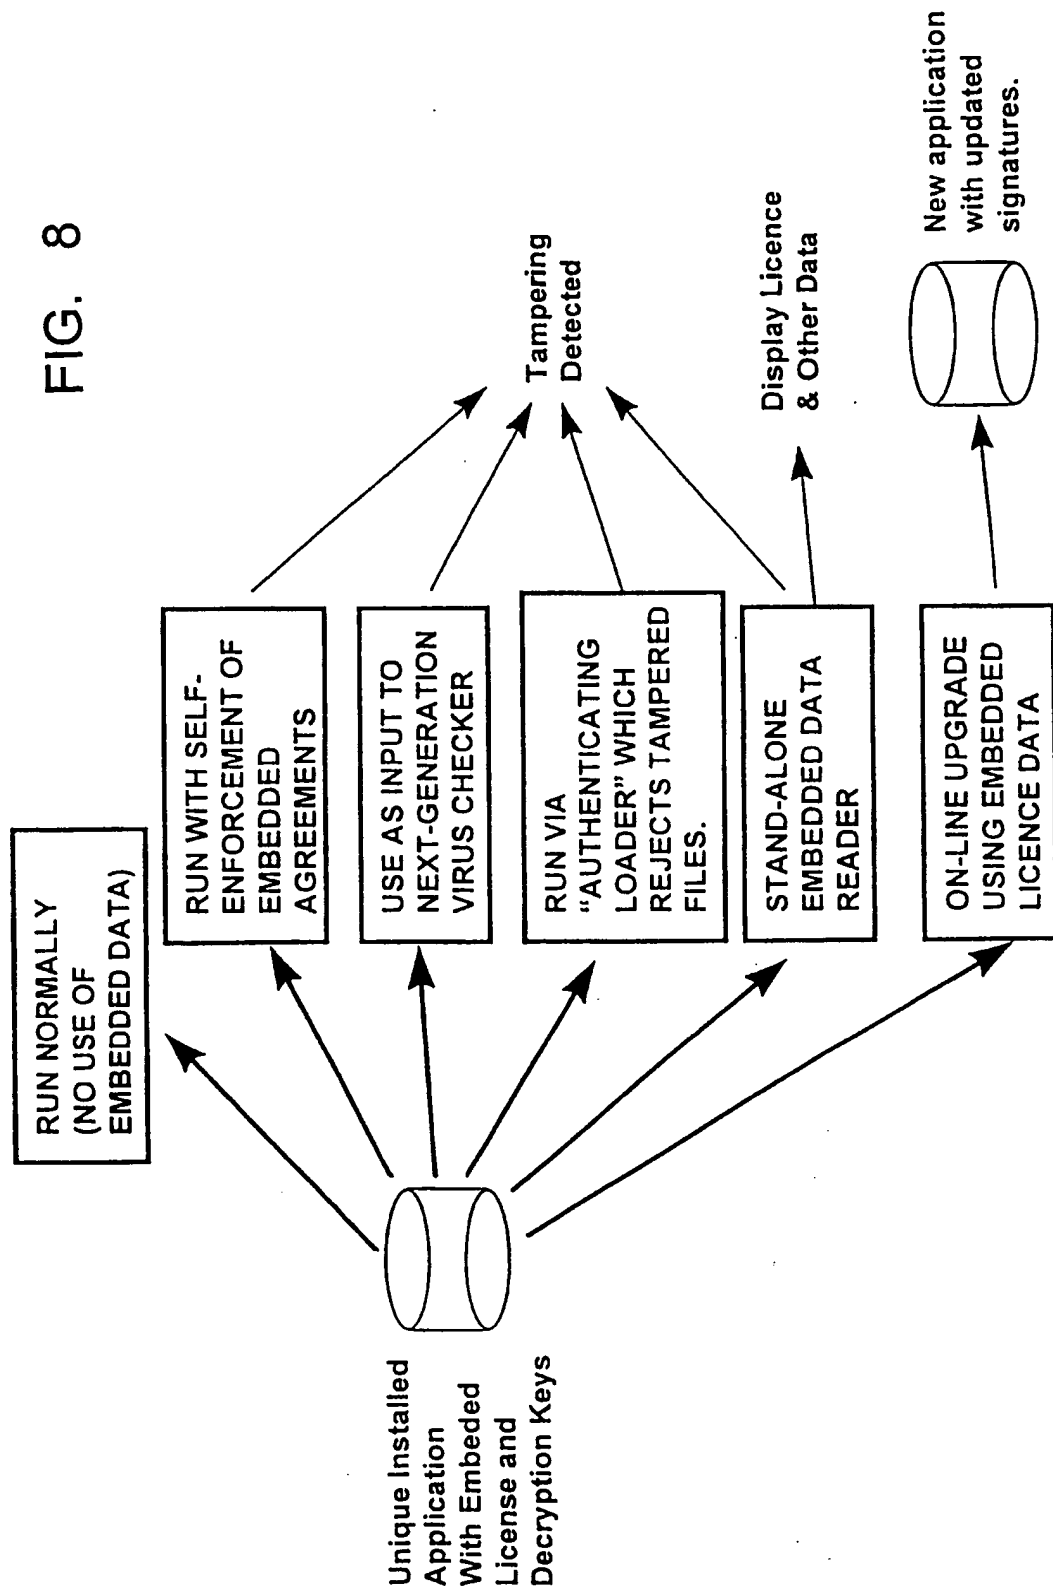 FIG. 8
Unique Installed
Application
With Embeded
License and
Decryption Keys
RUN NORMALLY
(NO USE OF
EMBEDDED DATA)
RUN WITH SELF-
ENFORCEMENT OF
EMBEDDED
AGREEMENTS
USE AS INPUT TO
NEXT-GENERATION
VIRUS CHECKER
RUN VIA
“AUTHENTICATING
LOADER” WHICH
REJECTS TAMPERED
FILES.
STAND-ALONE
EMBEDDED DATA
READER
ON-LINE UPGRADE
USING EMBEDDED
LICENCE DATA
Tampering
Detected
Display Licence
& Other Data
New application
with updated
signatures.